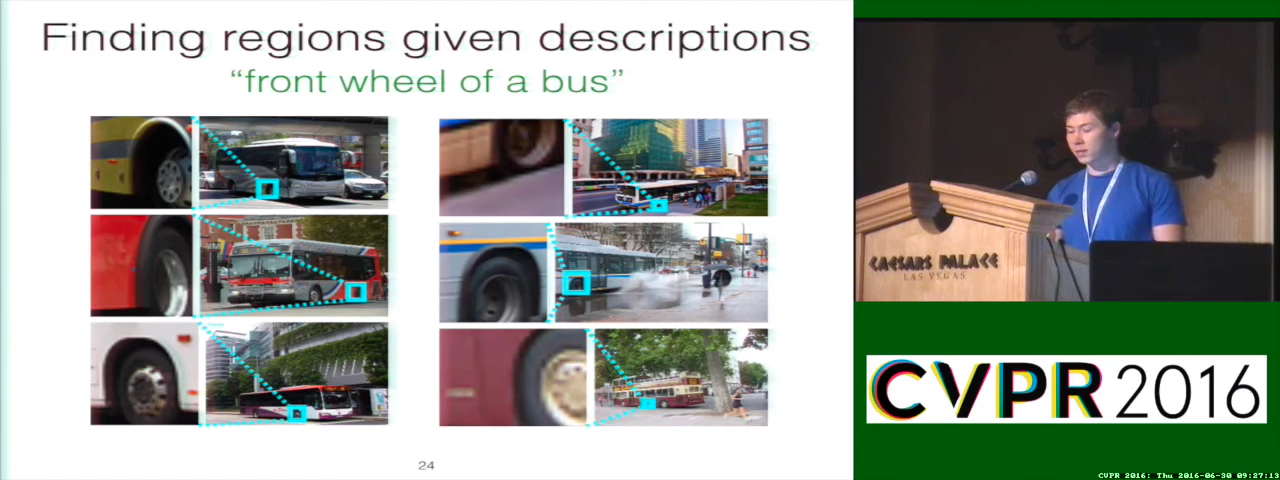 Finding regions given descriptions
“front wheel of a bus”
24
CAESARS PALACE
LAS VEGAS
CVPR 2016
CVPR 2016: Thu 2016-06-30 09:27:13